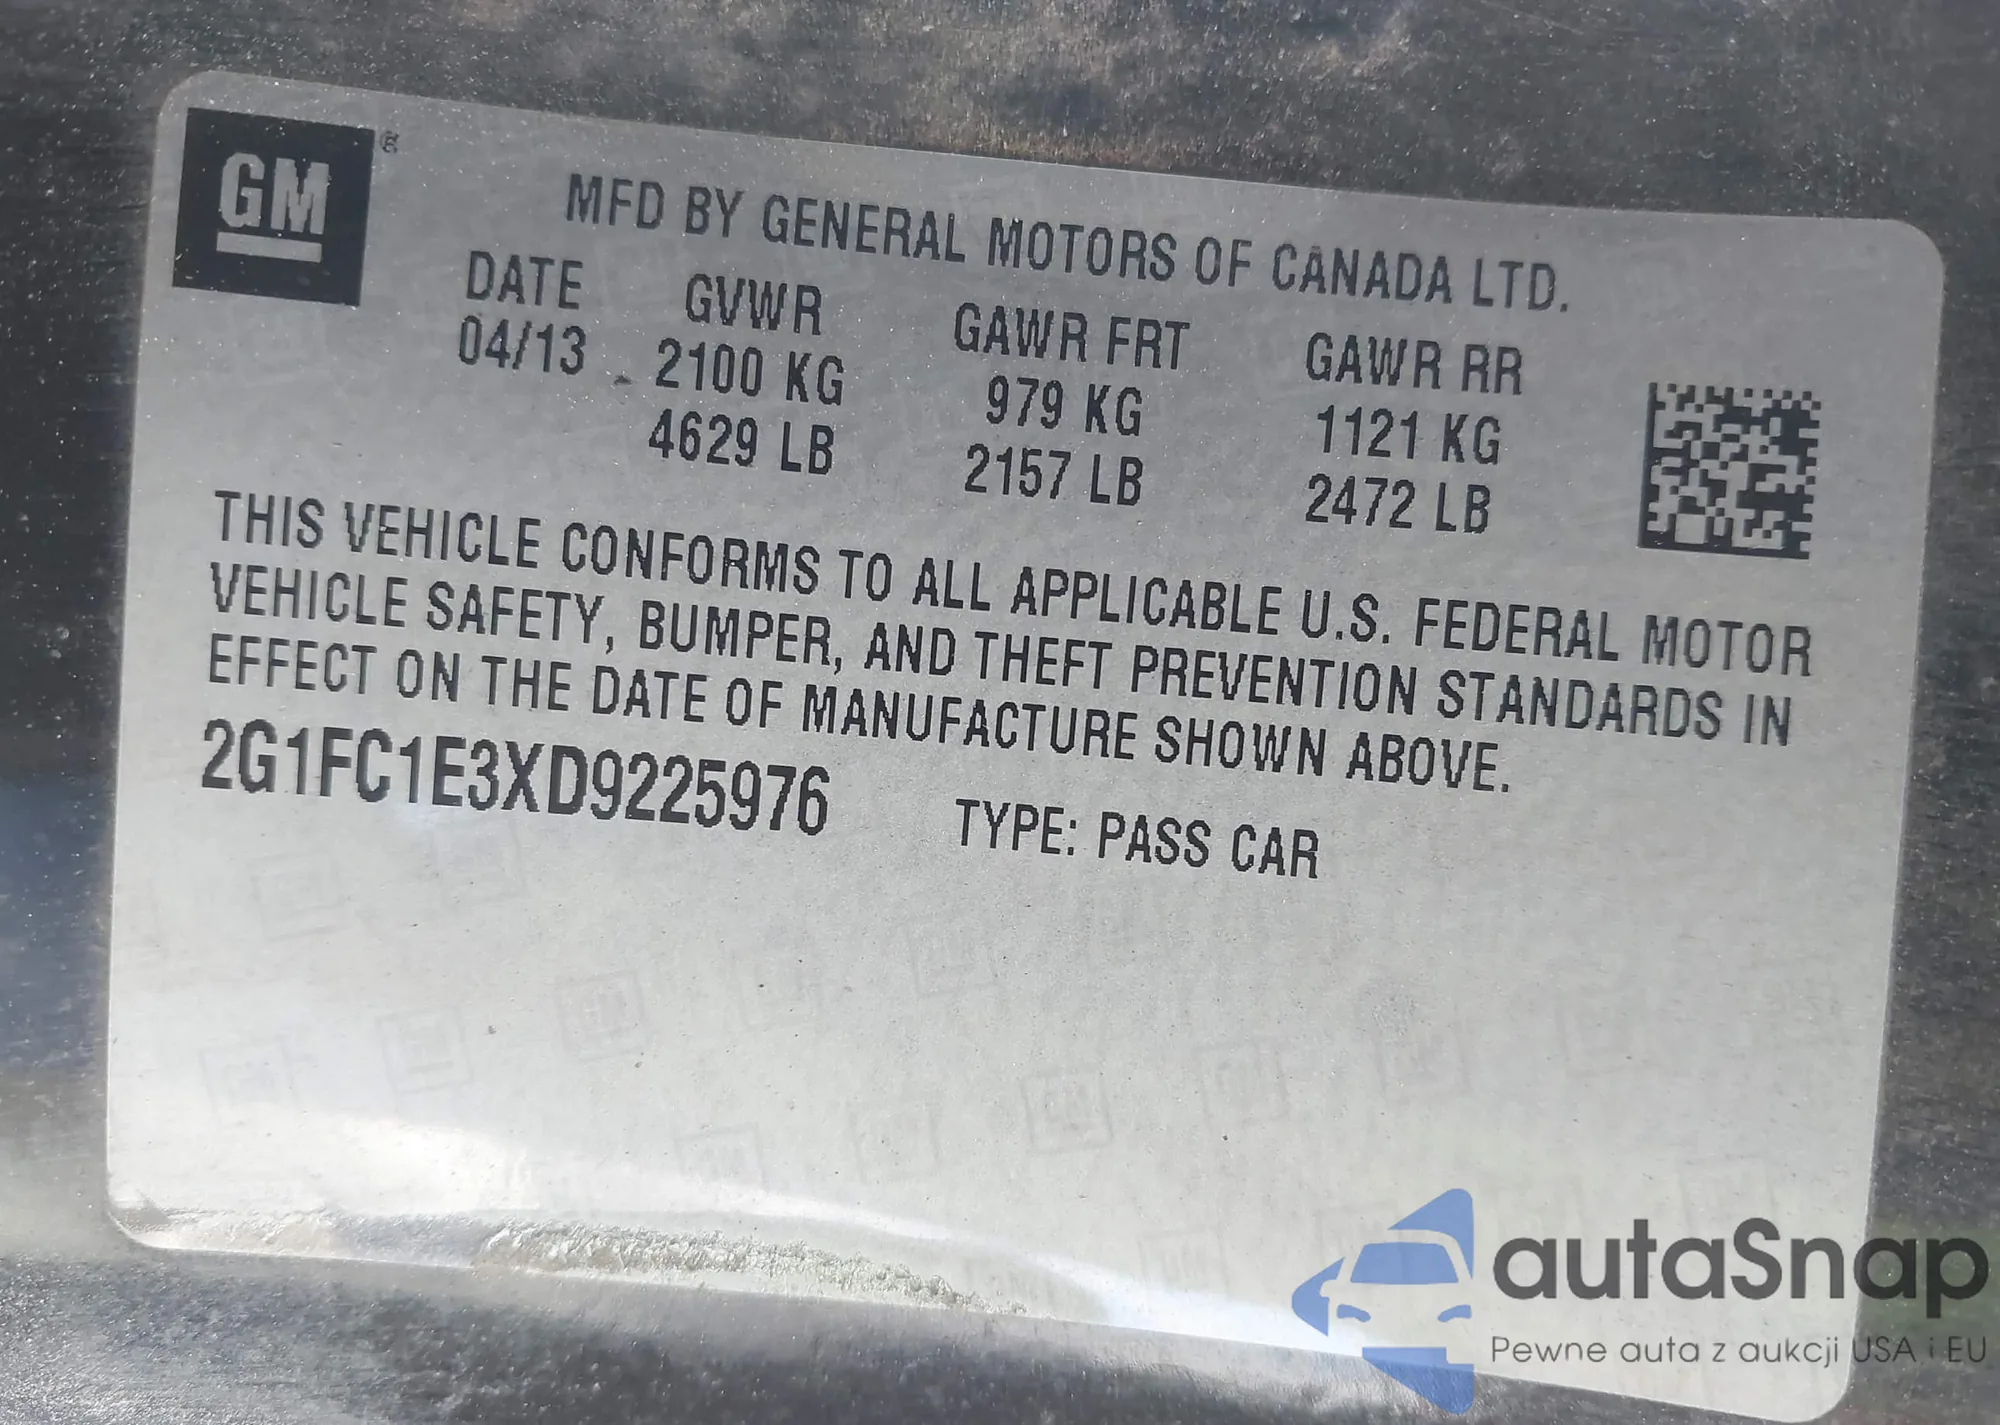 GM ®
MFD BY GENERAL MOTORS OF CANADA LTD.
DATE GVWR GAWR FRT GAWR RR
04/13 2100 KG 979 KG 1121 KG
4629 LB 2157 LB 2472 LB
THIS VEHICLE CONFORMS TO ALL APPLICABLE U.S. FEDERAL MOTOR
VEHICLE SAFETY, BUMPER, AND THEFT PREVENTION STANDARDS IN
EFFECT ON THE DATE OF MANUFACTURE SHOWN ABOVE.
2G1FC1E3XD9225976 TYPE: PASS CAR
autaSnap
Pewne auta z aukcji USA i EU